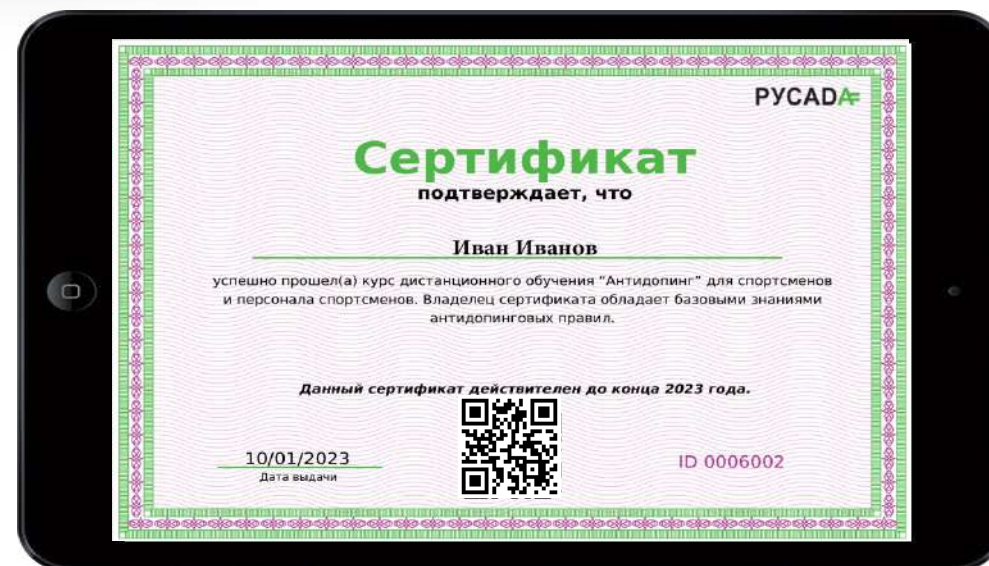 РУСАDA
Сертификат
подтверждает, что
Иван Иванов
успешно прошел(а) курс дистанционного обучения "Антидопинг" для спортсменов
и персонала спортсменов. Владелец сертификата обладает базовыми знаниями
антидопинговых правил.
Данный сертификат действителен до конца 2023 года.
10/01/2023
Дата выдачи
ID 0006002